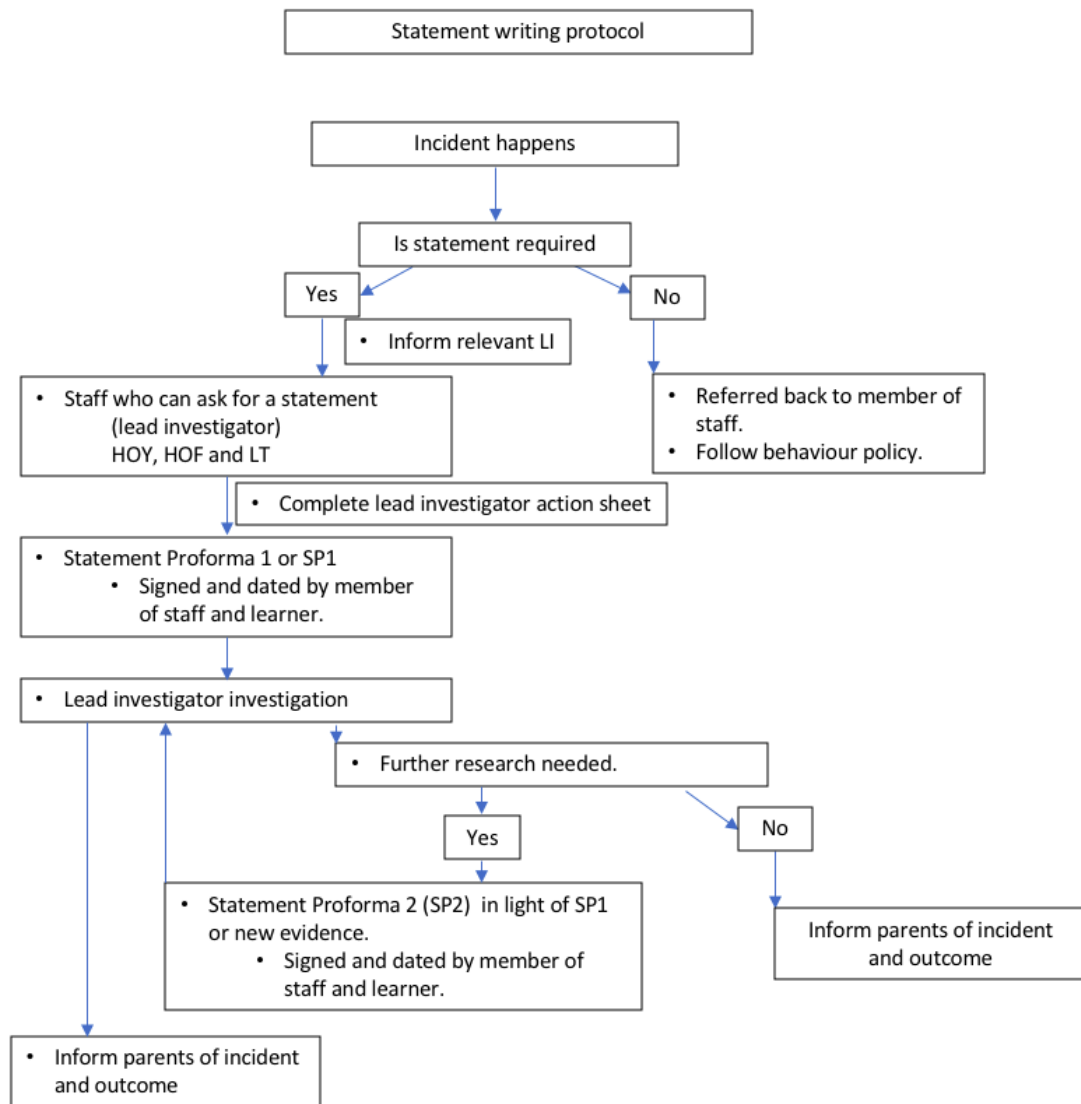 Statement writing protocol
Incident happens
Is statement required
Yes
No
• Inform relevant LI
• Staff who can ask for a statement
(lead investigator)
HOY, HOF and LT
• Referred back to member of
staff.
• Follow behaviour policy.
• Complete lead investigator action sheet
• Statement Proforma 1 or SP1
• Signed and dated by member
of staff and learner.
• Lead investigator investigation
• Further research needed.
Yes
No
• Statement Proforma 2 (SP2) in light of SP1
or new evidence.
• Signed and dated by member of
staff and learner.
Inform parents of incident
and outcome
• Inform parents of incident
and outcome